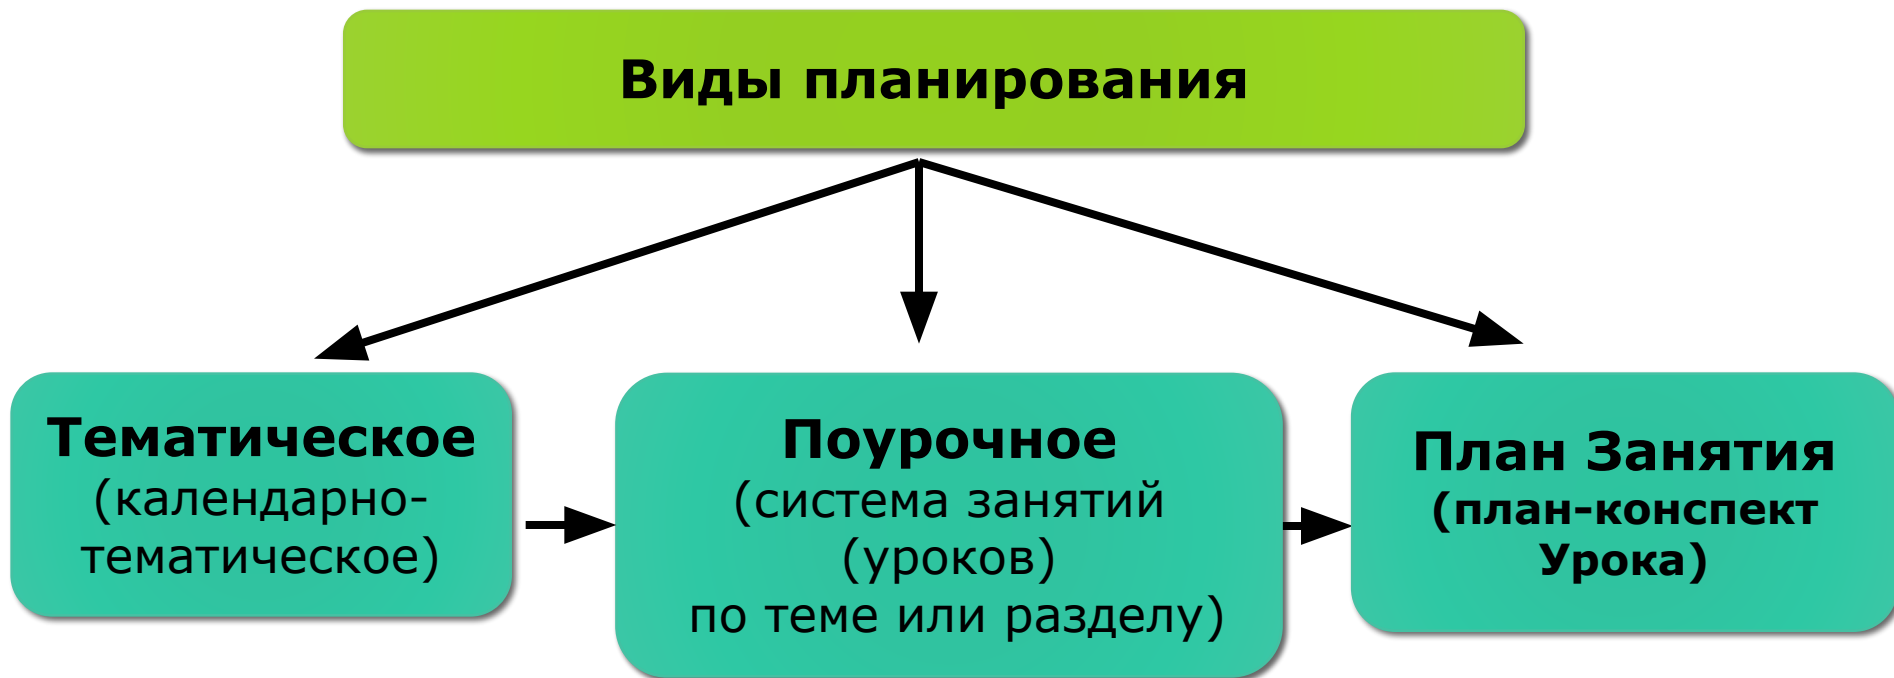 Виды планирования
Тематическое
(календарно-
тематическое)
Поурочное
(система занятий
(уроков)
по теме или разделу)
План Занятия
(план-конспект
Урока)